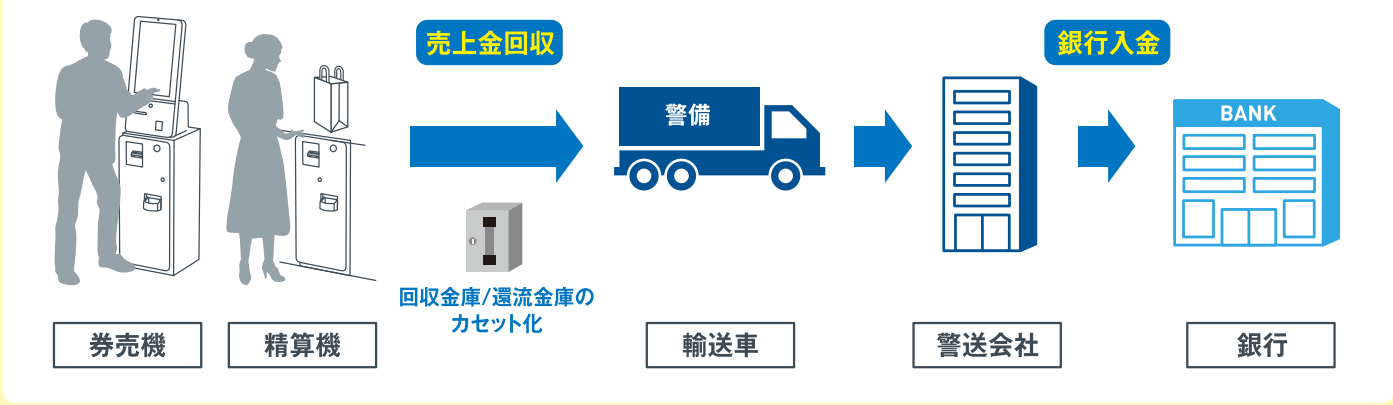 売上金回収
銀行入金
警備
BANK
回収金庫/還流金庫の
カセット化
券売機
精算機
輸送車
警送会社
銀行